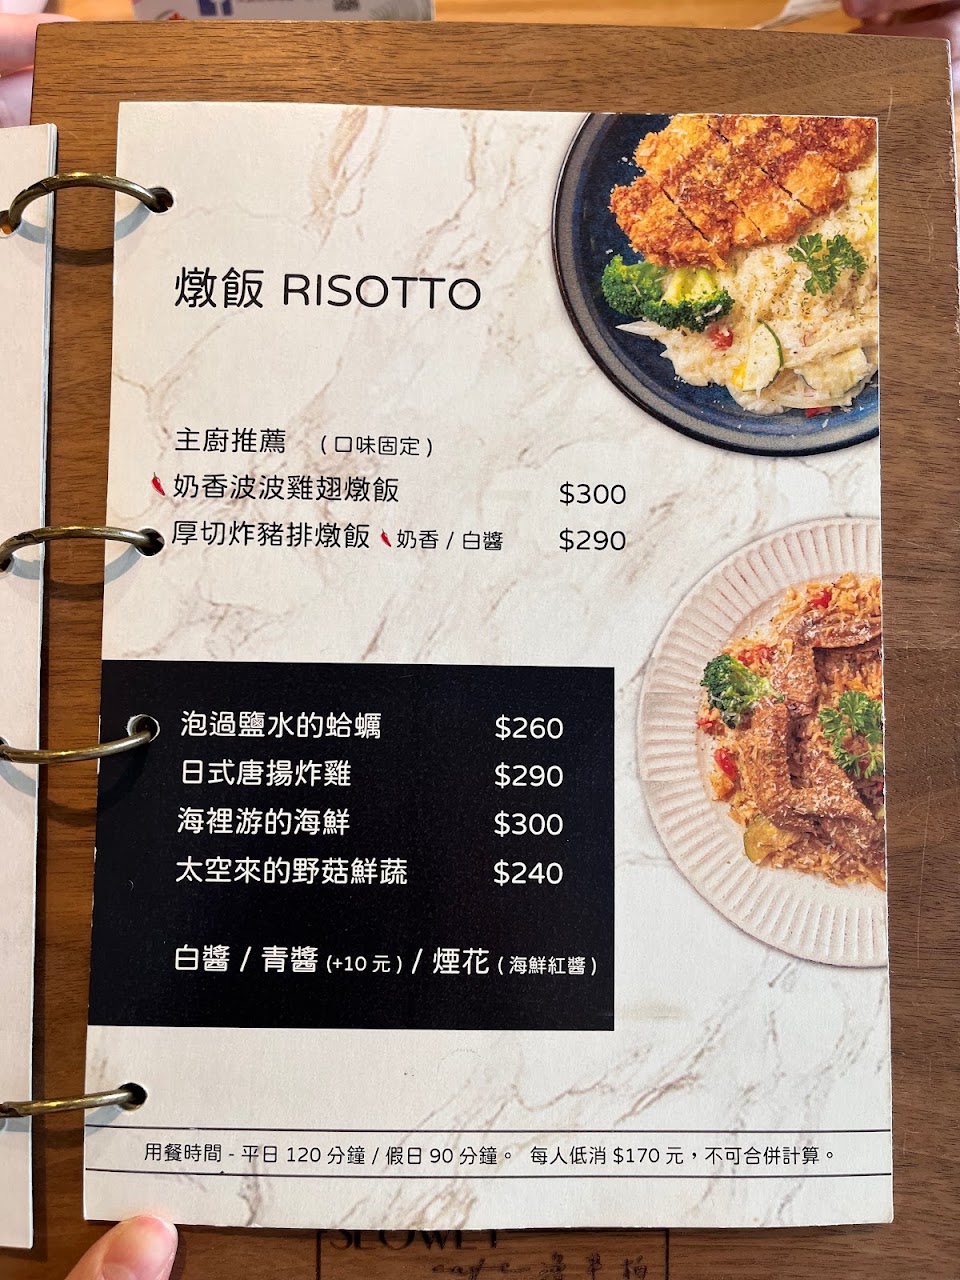 燉飯 RISOTTO
主廚推薦 (口味固定)
奶香波波雞翅燉飯 $300
厚切炸豬排燉飯 奶香 / 白醬 $290
泡過鹽水的蛤蠣 $260
日式唐揚炸雞 $290
海裡游的海鮮 $300
太空來的野菇鮮蔬 $240
白醬 / 青醬 (+10 元) / 煙花 (海鮮紅醬)
用餐時間 - 平日 120 分鐘 / 假日 90 分鐘。 每人低消 $170 元，不可合併計算。